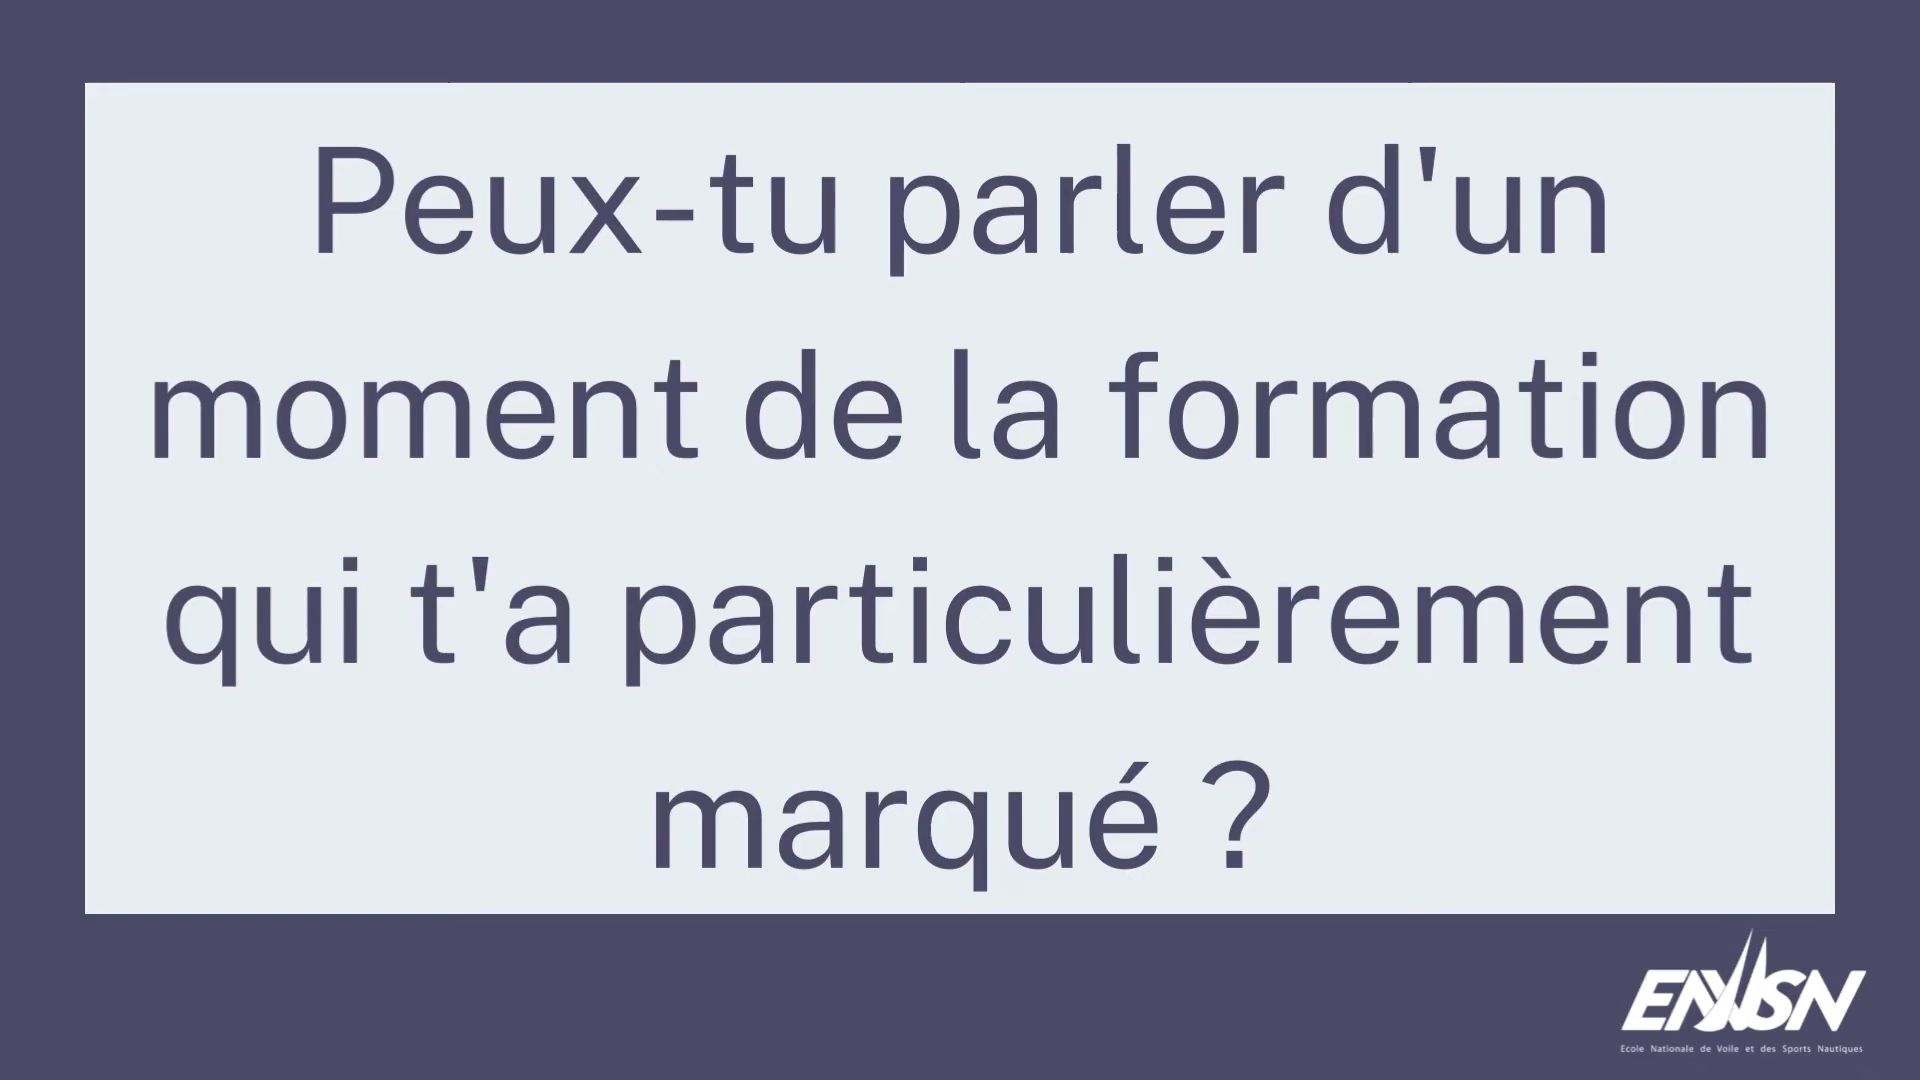 Peux-tu parler d'un
moment de la formation
qui t'a particulièrement
marqué ?
ENVSN
Ecole Nationale de Voile et des Sports Nautiques